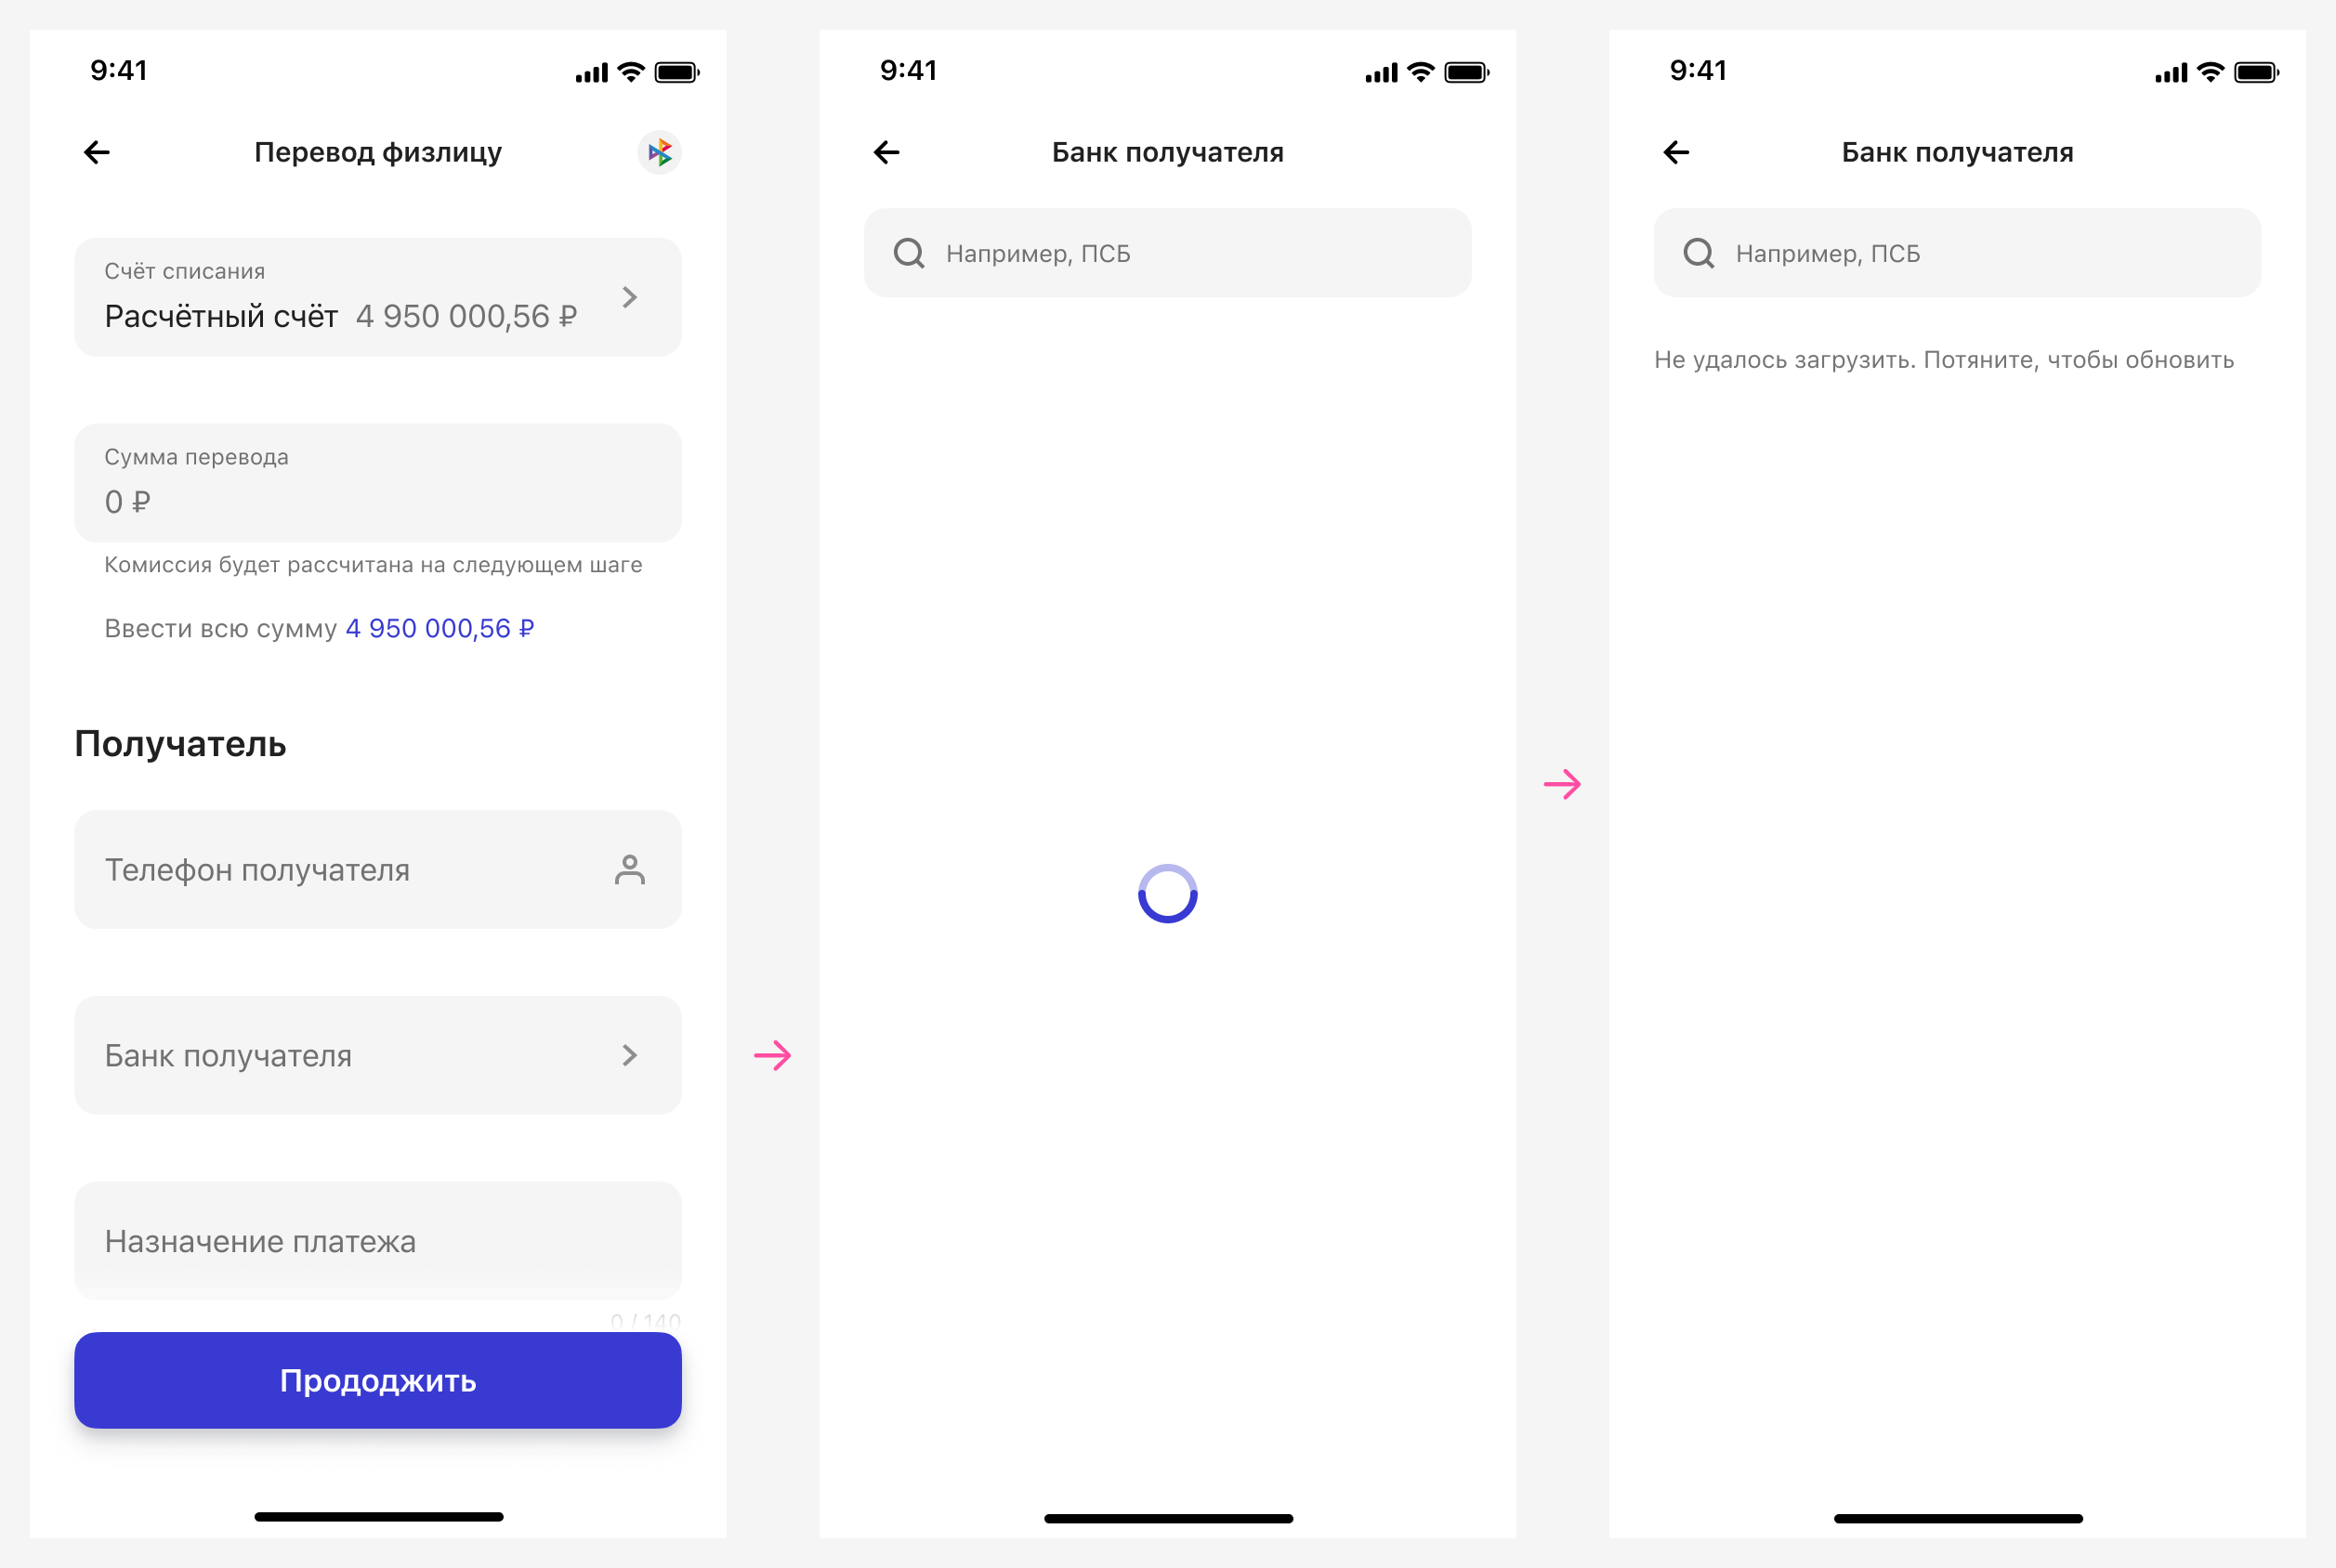 9:41
Перевод физлицу
Счёт списания
Расчётный счёт 4 950 000,56 ₽
Сумма перевода
0 ₽
Комиссия будет рассчитана на следующем шаге
Ввести всю сумму 4 950 000,56 ₽
Получатель
Телефон получателя
Банк получателя
Назначение платежа
0 / 140
Прододжить
9:41
Банк получателя
Например, ПСБ
9:41
Банк получателя
Например, ПСБ
Не удалось загрузить. Потяните, чтобы обновить